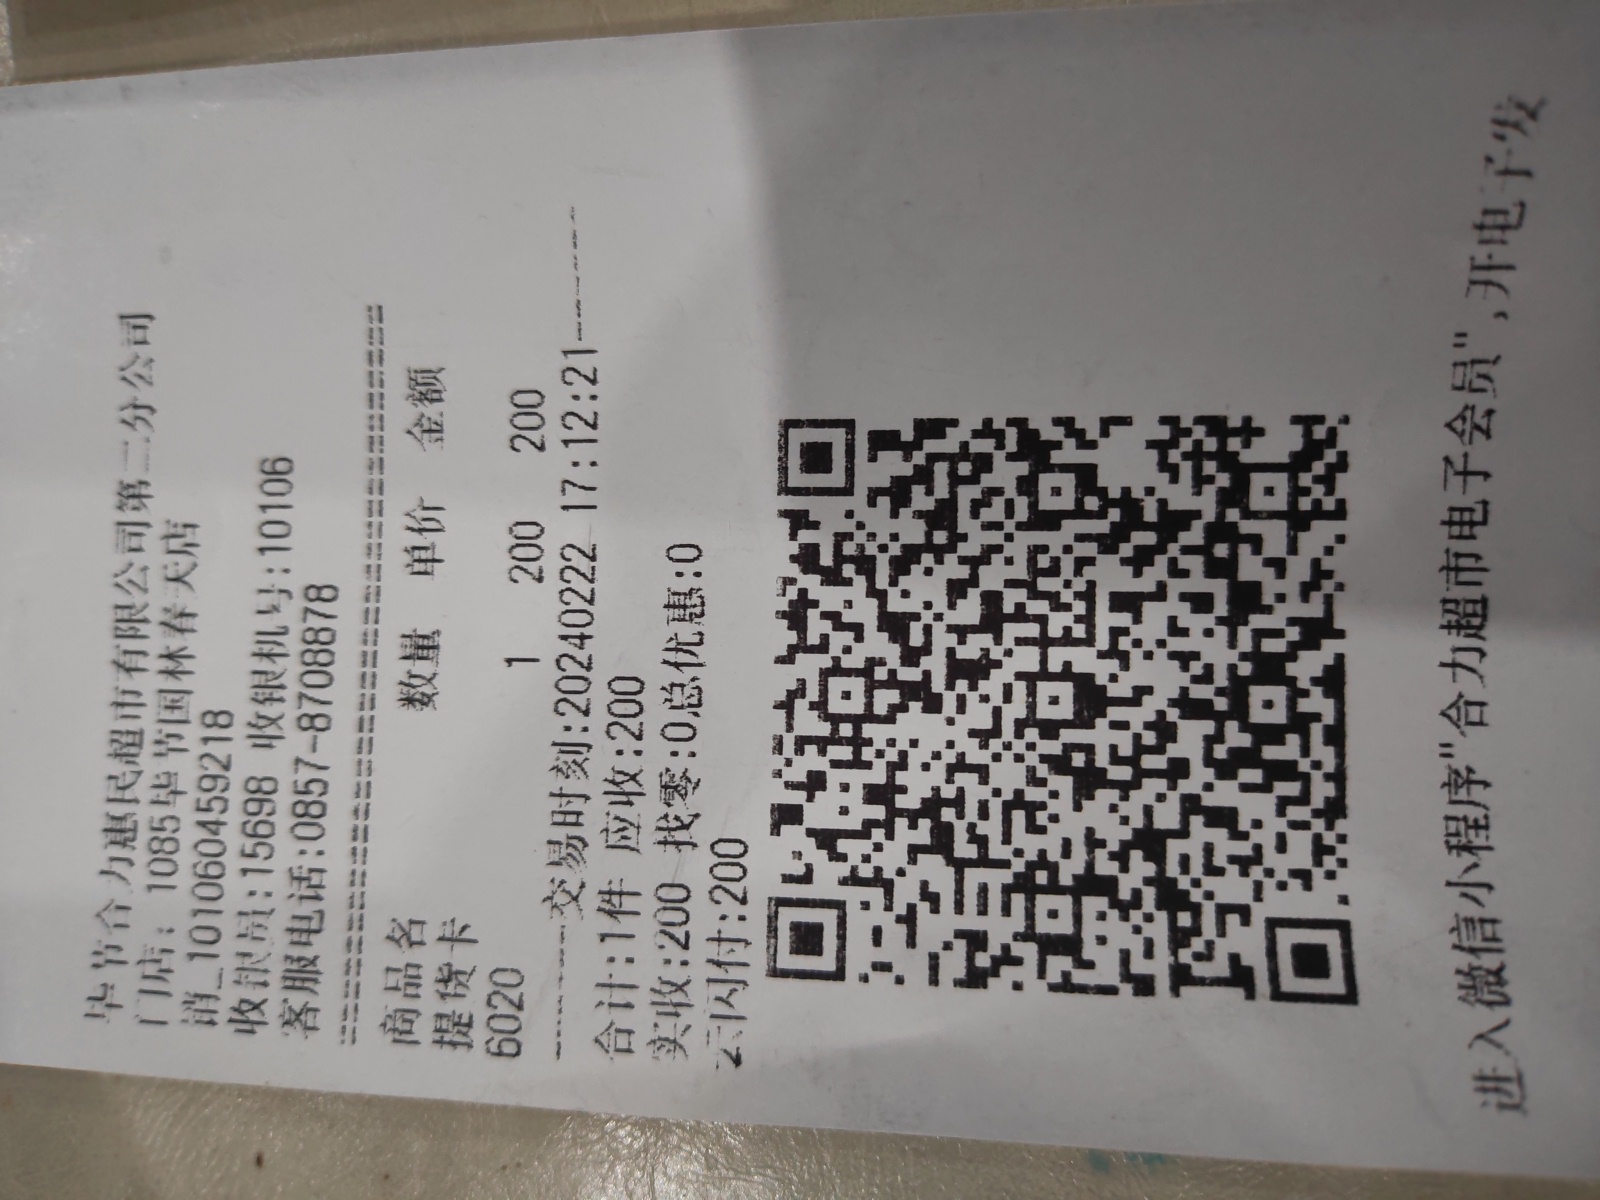 毕节合力惠民超市有限公司第二分公司
门店: 1085毕节国林春天店
销_1010604592​18
收银员:15698 收银机号:10106
客服电话:0857-8708878
==============================
商品名 数量 单价 金额
提货卡
6020 1 200 200
------交易时刻:20240222 17:12:21------
合计:1件 应收:200
实收:200 找零:0总优惠:0
云闪付:200
进入微信小程序"合力超市电子会员",开电子发